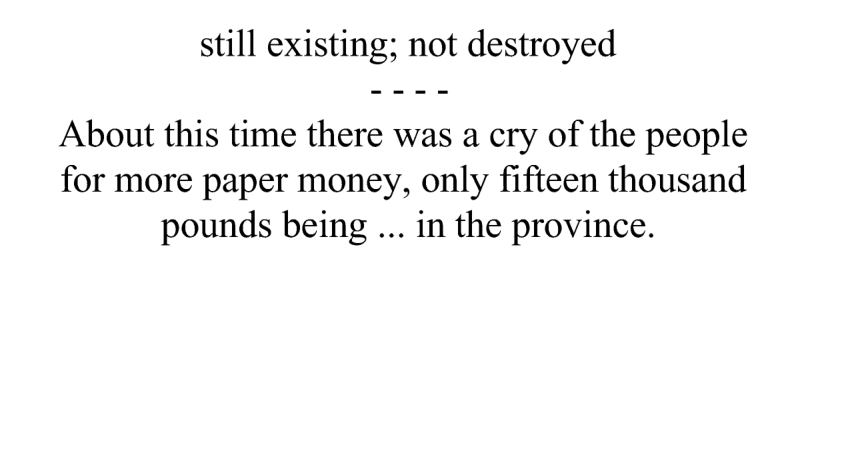 still existing; not destroyed
- - - -
About this time there was a cry of the people
for more paper money, only fifteen thousand
pounds being ... in the province.